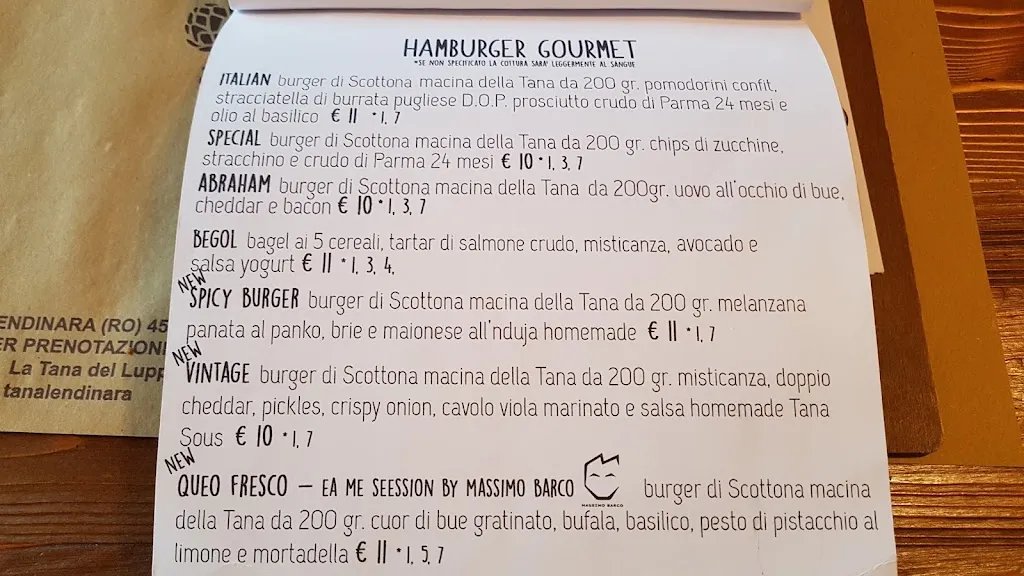 HAMBURGER GOURMET
*SE NON SPECIFICATO LA COTTURA SARA' LEGGERMENTE AL SANGUE
ITALIAN burger di Scottona macina della Tana da 200 gr. pomodorini confit,
stracciatella di burrata pugliese D.O.P. prosciutto crudo di Parma 24 mesi e
olio al basilico € 11 *1, 7
SPECIAL burger di Scottona macina della Tana da 200 gr. chips di zucchine,
stracchino e crudo di Parma 24 mesi € 10 *1, 3, 7
ABRAHAM burger di Scottona macina della Tana da 200gr. uovo all'occhio di bue,
cheddar e bacon € 10 *1, 3, 7
BEGOL bagel ai 5 cereali, tartar di salmone crudo, misticanza, avocado e
salsa yogurt € 11 *1, 3, 4,
NEW
SPICY BURGER burger di Scottona macina della Tana da 200 gr. melanzana
panata al panko, brie e maionese all'nduja homemade € 11 *1, 7
NEW
VINTAGE burger di Scottona macina della Tana da 200 gr. misticanza, doppio
cheddar, pickles, crispy onion, cavolo viola marinato e salsa homemade Tana
Sous € 10 *1, 7
NEW
QUEO FRESCO – EA ME SEESSION BY MASSIMO BARCO burger di Scottona macina
MASSIMO BARCO
della Tana da 200 gr. cuor di bue gratinato, bufala, basilico, pesto di pistacchio al
limone e mortadella € 11 *1, 5, 7
ENDINARA (RO) 45
ER PRENOTAZIONI
La Tana del Lupp
tanalendinara